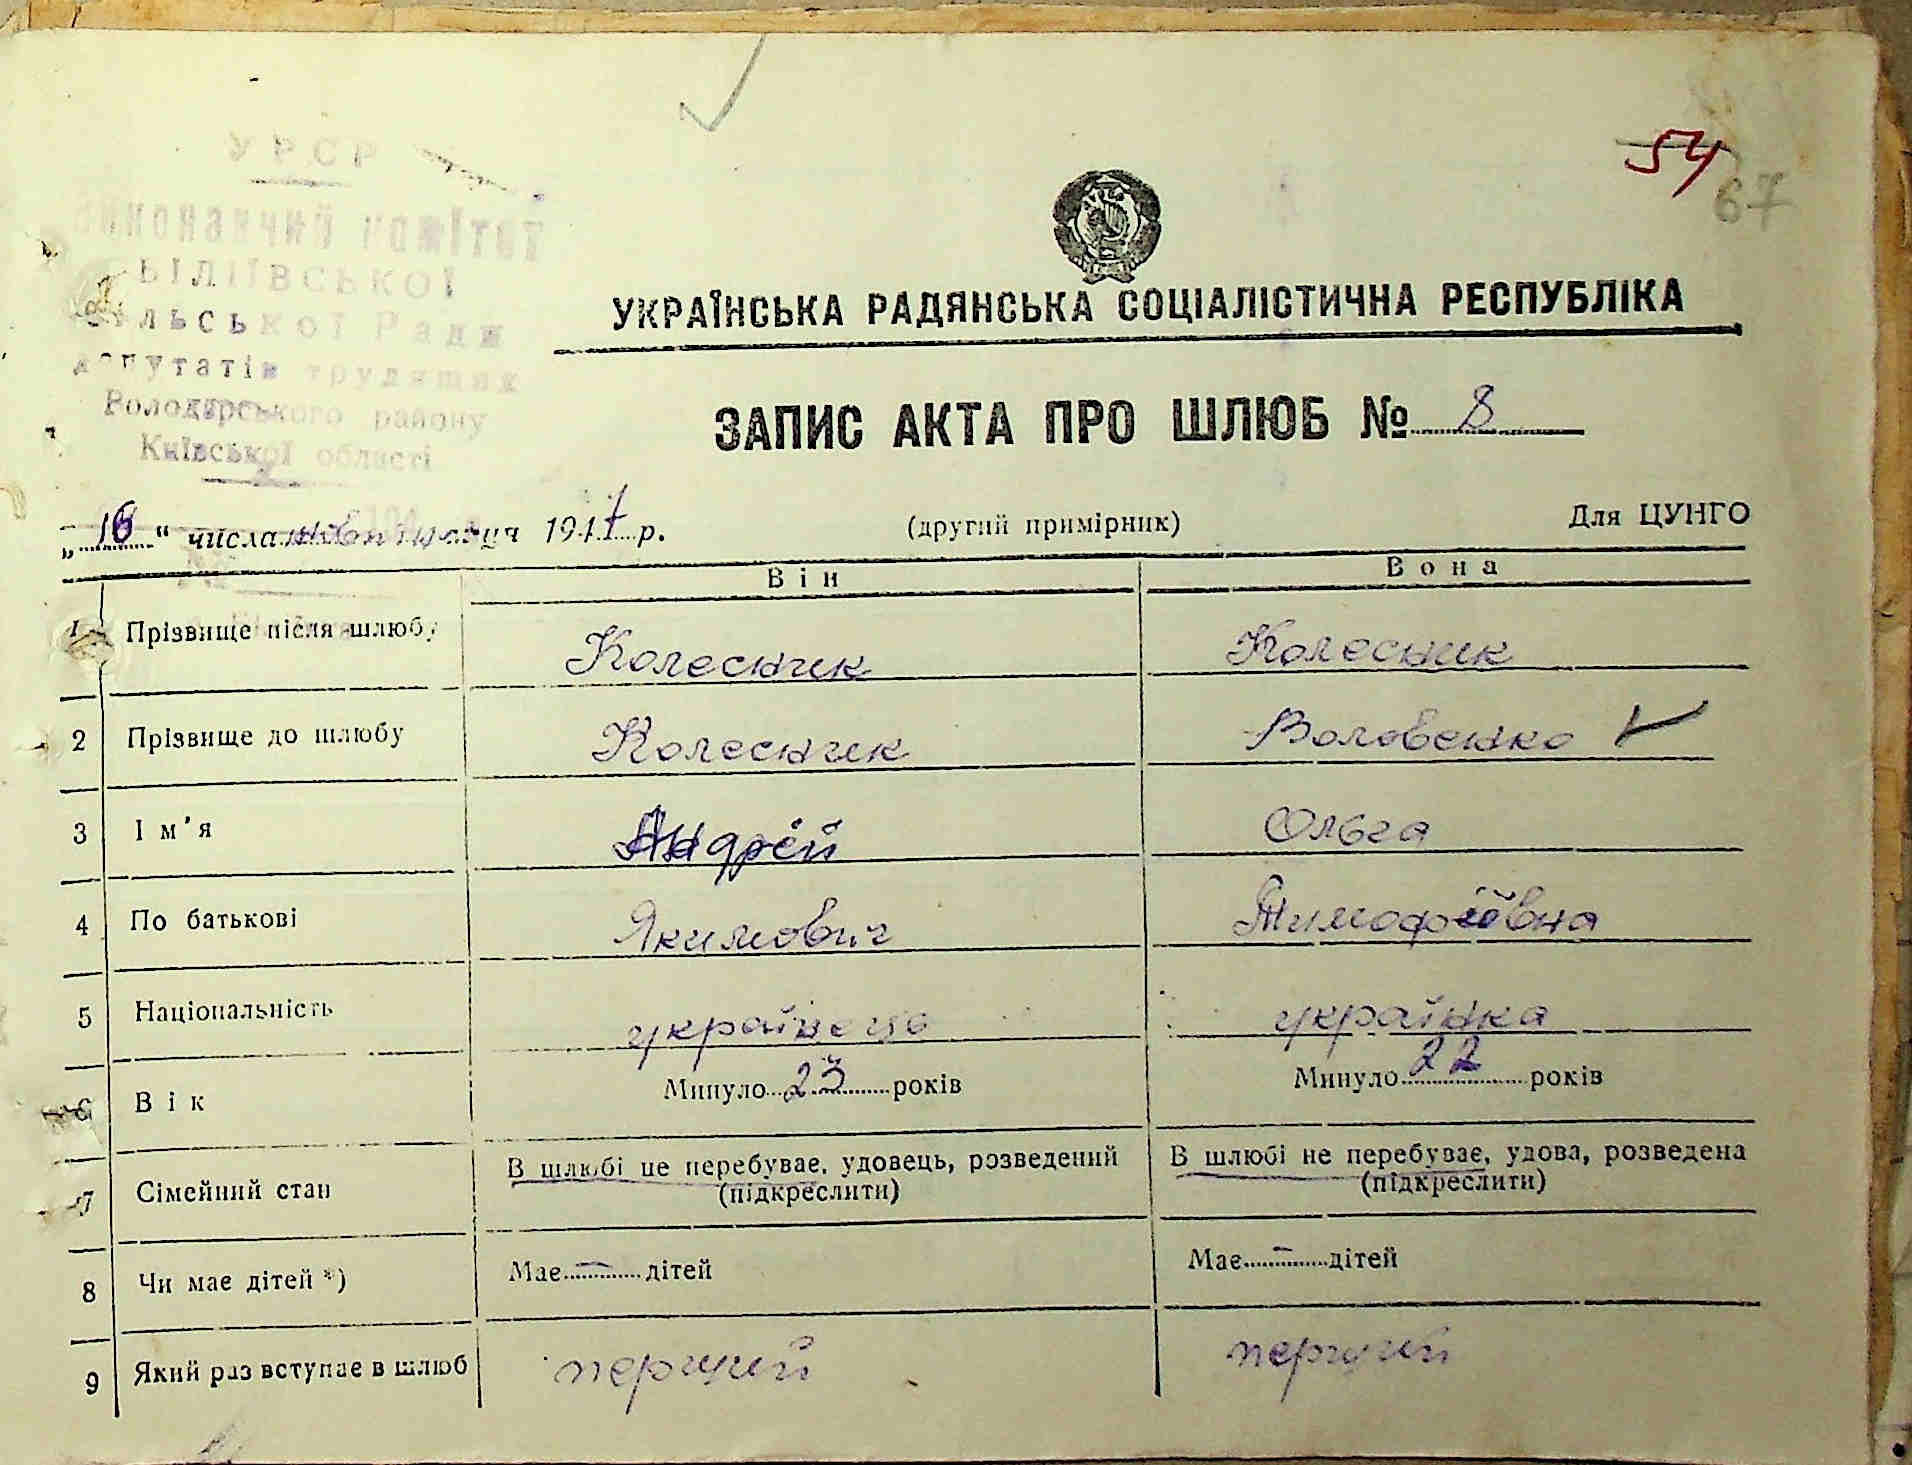 54
67
УРСР
Виконавчий комітет
сільської Ради
депутатів трудящих
Володарського району
Київської області
УКРАЇНСЬКА РАДЯНСЬКА СОЦІАЛІСТИЧНА РЕСПУБЛІКА
ЗАПИС АКТА ПРО ШЛЮБ № 8
„16" числа місяця 1947 р. (другий примірник) Для ЦУНГО
Він Вона
1 Прізвище після шлюбу Колесник Колесник
2 Прізвище до шлюбу Колесник Воловенко
3 Ім'я Андрій Ольга
4 По батькові Якимович Тимофіївна
5 Національність українець українка
6 Вік Минуло 23 років Минуло 22 років
7 Сімейний стан В шлюбі не перебуває, удовець, розведений В шлюбі не перебуває, удова, розведена
(підкреслити) (підкреслити)
8 Чи має дітей *) Має - дітей Має - дітей
9 Який раз вступає в шлюб перший перший